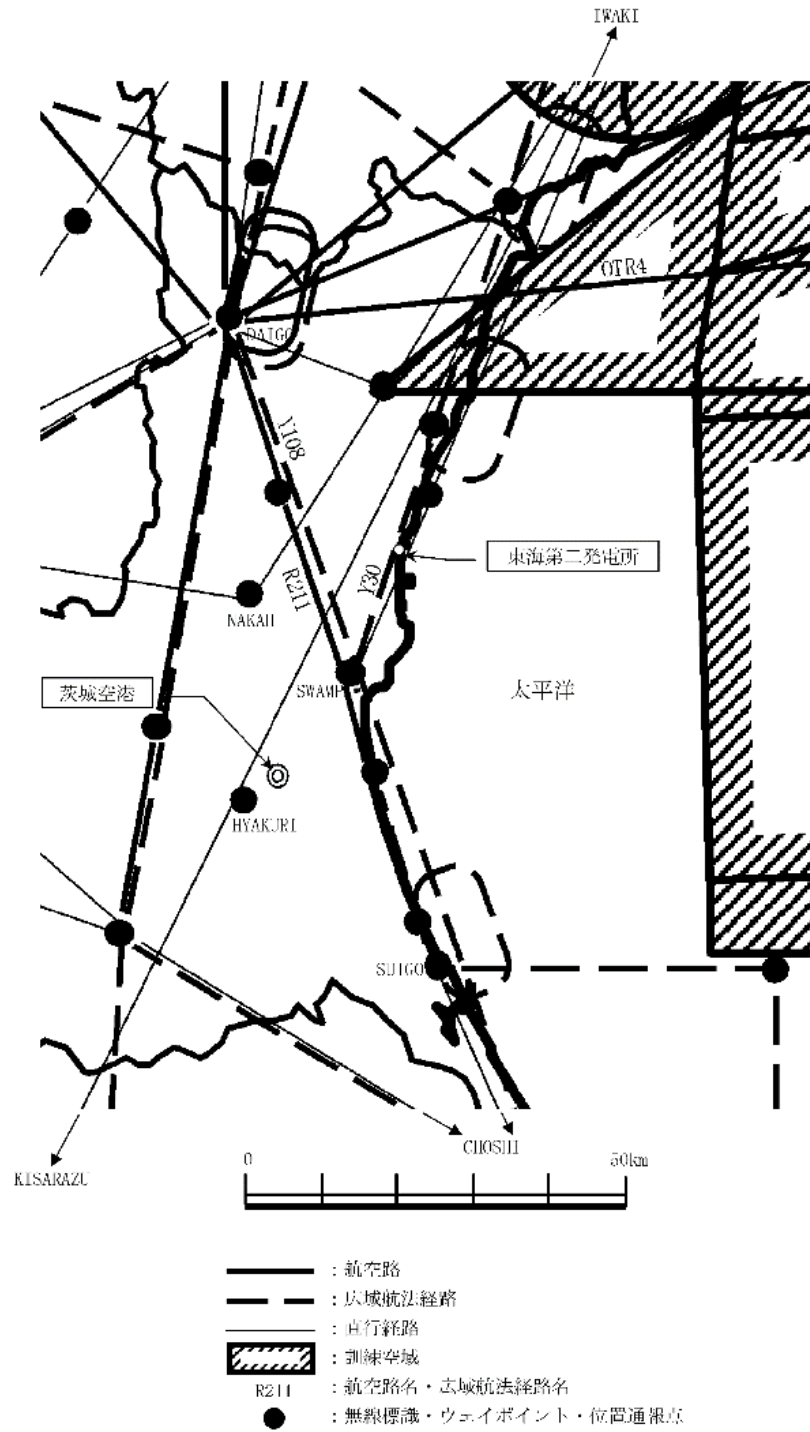 IWAKI
OTR4
DAIGO
Y108
東海第二発電所
R211
Y30
NAKAH
SWAMP
太平洋
茨城空港
HYAKURI
SUIGO
CHOSHI
KISARAZU
0
50km
：航空路
：広域航法経路
：直行経路
：訓練空域
R211
：航空路名・広域航法経路名
：無線標識・ウェイポイント・位置通報点